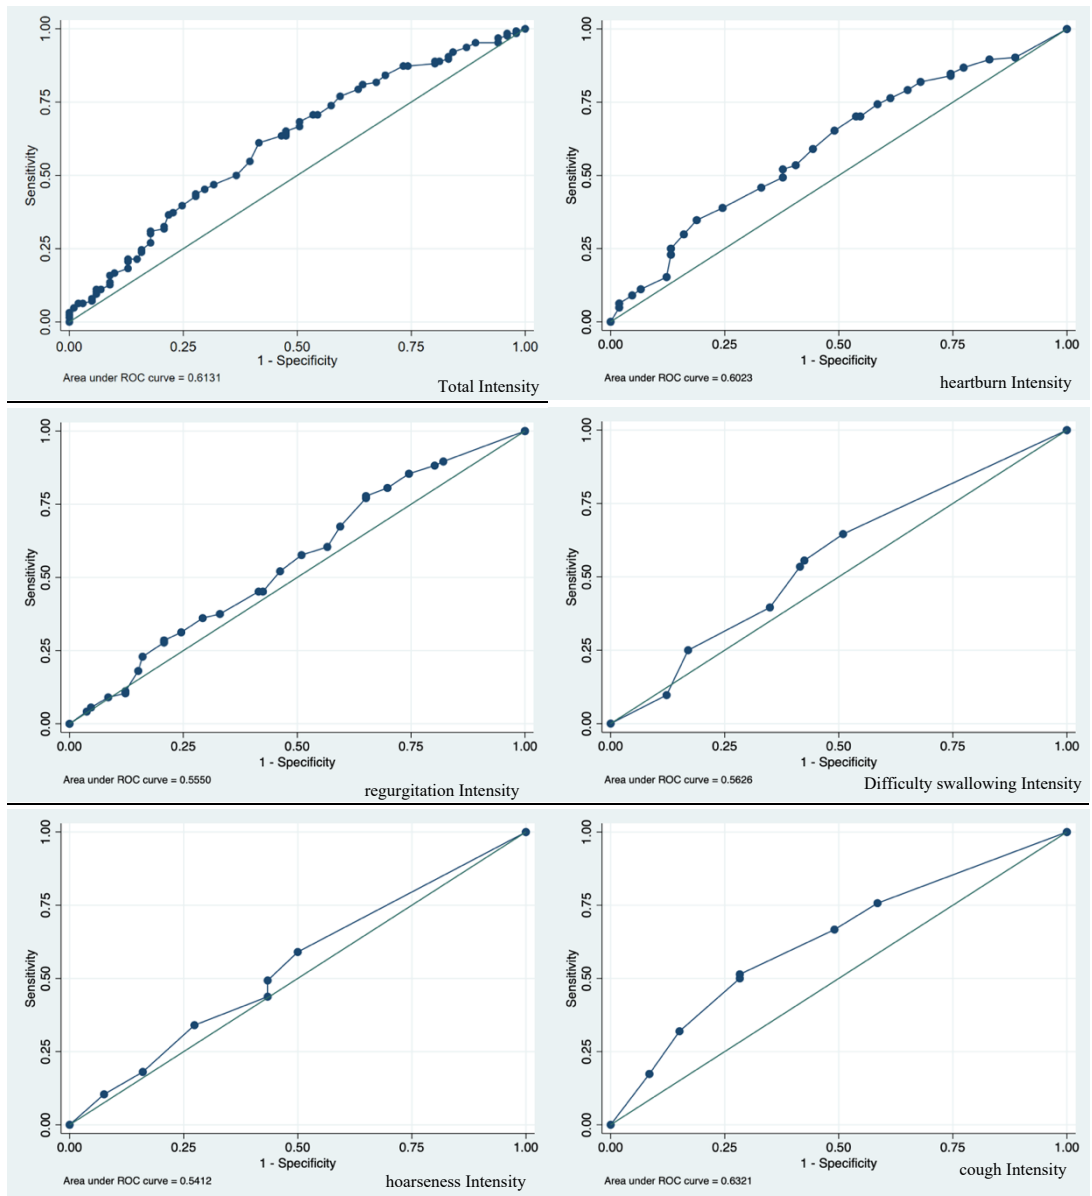 1.00
0.75
0.50
0.25
0.00
Sensitivity
0.00 0.25 0.50 0.75 1.00
1 - Specificity
Area under ROC curve = 0.6131
Total Intensity
1.00
0.75
0.50
0.25
0.00
Sensitivity
0.00 0.25 0.50 0.75 1.00
1 - Specificity
Area under ROC curve = 0.6023
heartburn Intensity
1.00
0.75
0.50
0.25
0.00
Sensitivity
0.00 0.25 0.50 0.75 1.00
1 - Specificity
Area under ROC curve = 0.5550
regurgitation Intensity
1.00
0.75
0.50
0.25
0.00
Sensitivity
0.00 0.25 0.50 0.75 1.00
1 - Specificity
Area under ROC curve = 0.5626
Difficulty swallowing Intensity
1.00
0.75
0.50
0.25
0.00
Sensitivity
0.00 0.25 0.50 0.75 1.00
1 - Specificity
Area under ROC curve = 0.5412
hoarseness Intensity
1.00
0.75
0.50
0.25
0.00
Sensitivity
0.00 0.25 0.50 0.75 1.00
1 - Specificity
Area under ROC curve = 0.6321
cough Intensity